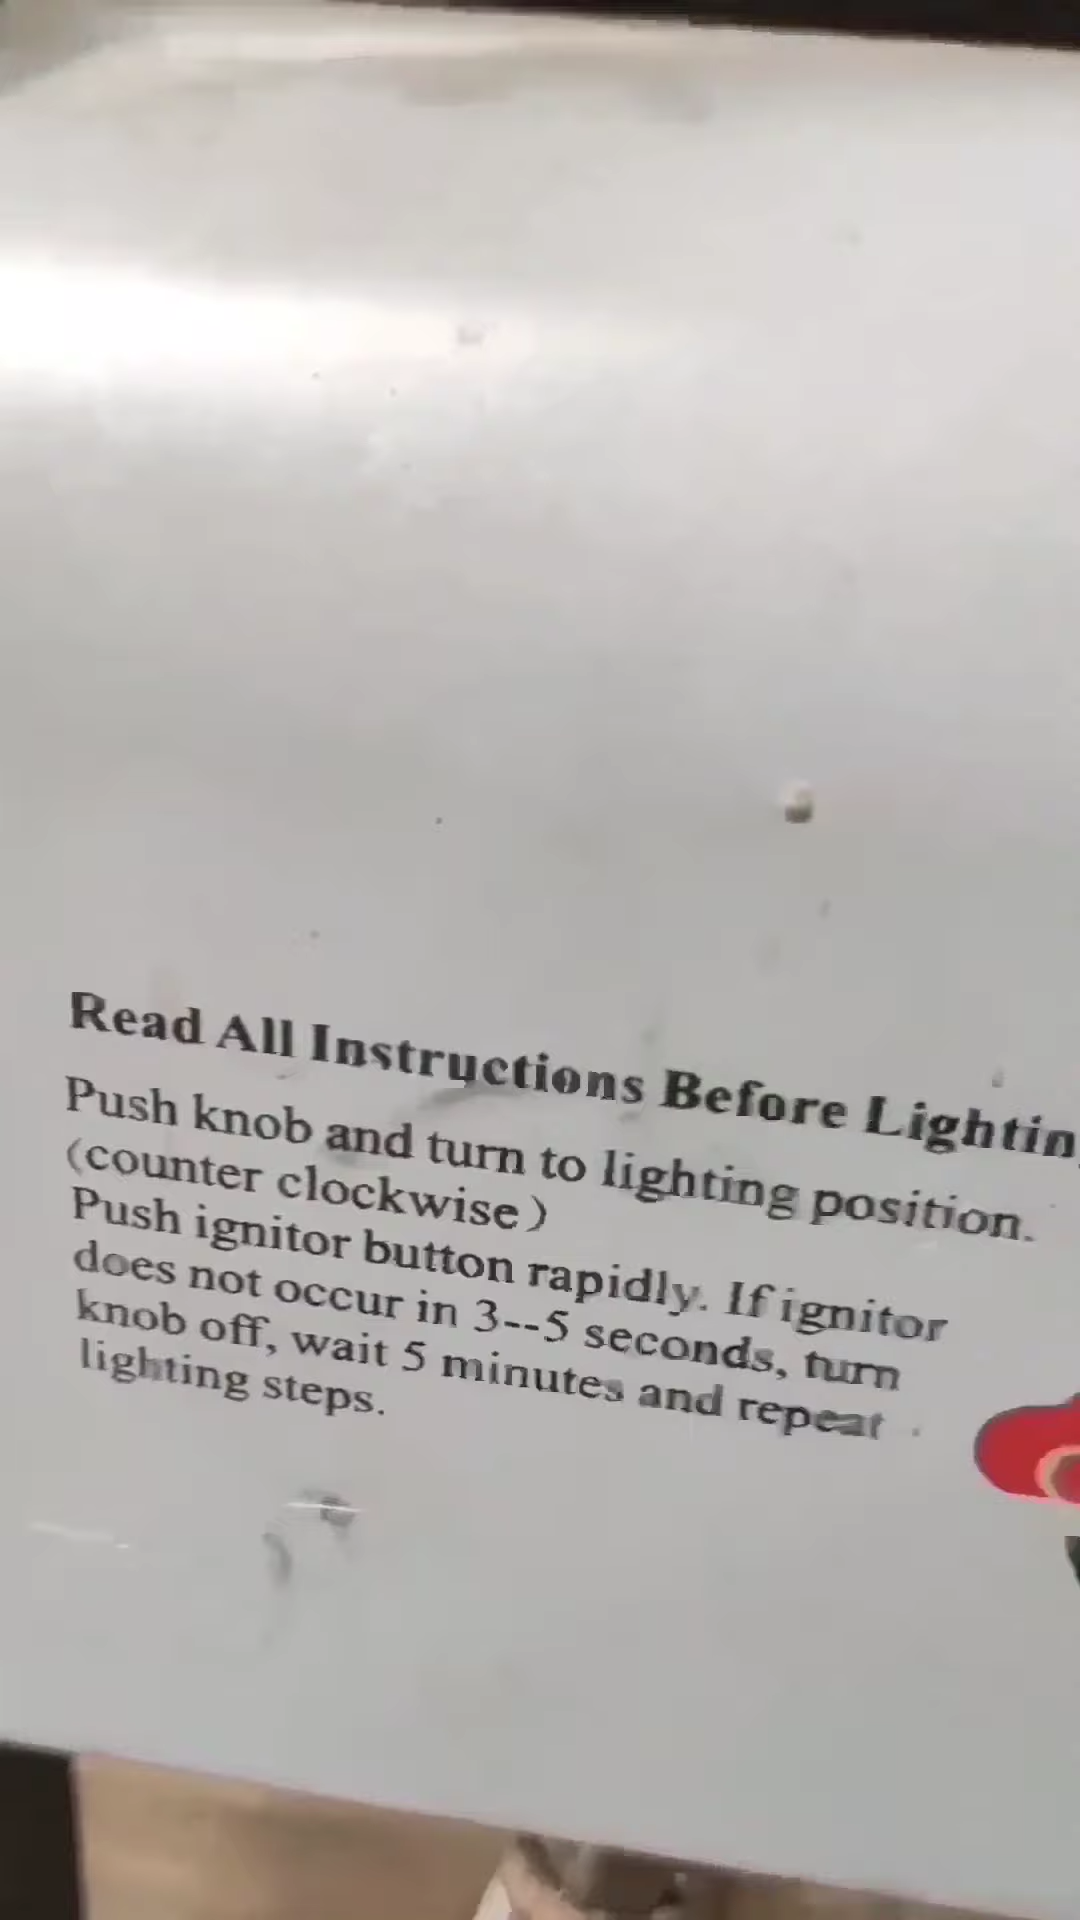 Read All Instructions Before Lightin
Push knob and turn to lighting position.
(counter clockwise)
Push ignitor button rapidly. If ignitor
does not occur in 3--5 seconds, turn
knob off, wait 5 minutes and repeat
lighting steps.